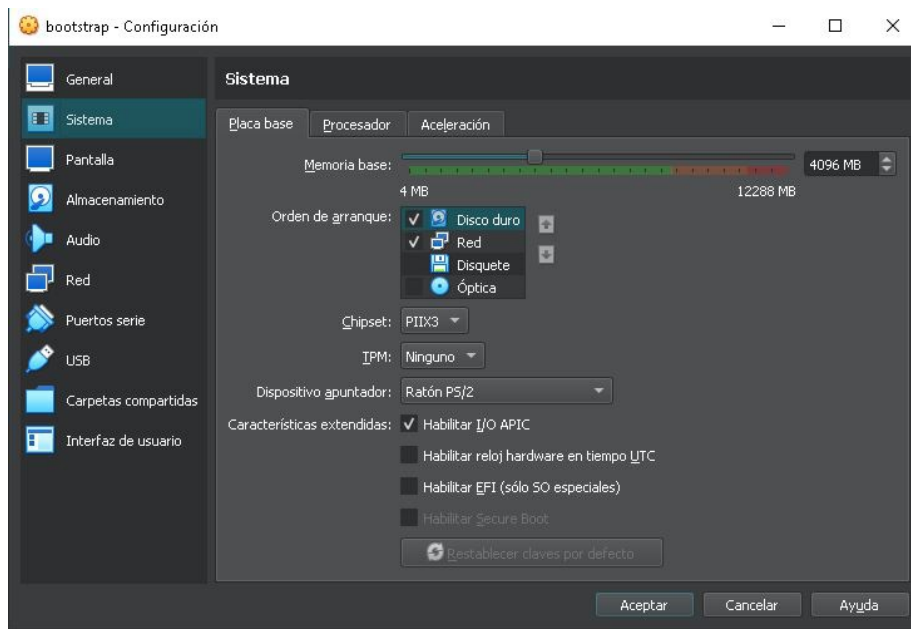 bootstrap - Configuración
General
Sistema
Pantalla
Almacenamiento
Audio
Red
Puertos serie
USB
Carpetas compartidas
Interfaz de usuario
Sistema
Placa base Procesador Aceleración
Memoria base: 4096 MB
4 MB 12288 MB
Orden de arranque: Disco duro
Red
Disquete
Óptica
Chipset: PIIX3
TPM: Ninguno
Dispositivo apuntador: Ratón PS/2
Características extendidas: Habilitar I/O APIC
Habilitar reloj hardware en tiempo UTC
Habilitar EFI (sólo SO especiales)
Habilitar Secure Boot
Restablecer claves por defecto
Aceptar Cancelar Ayuda